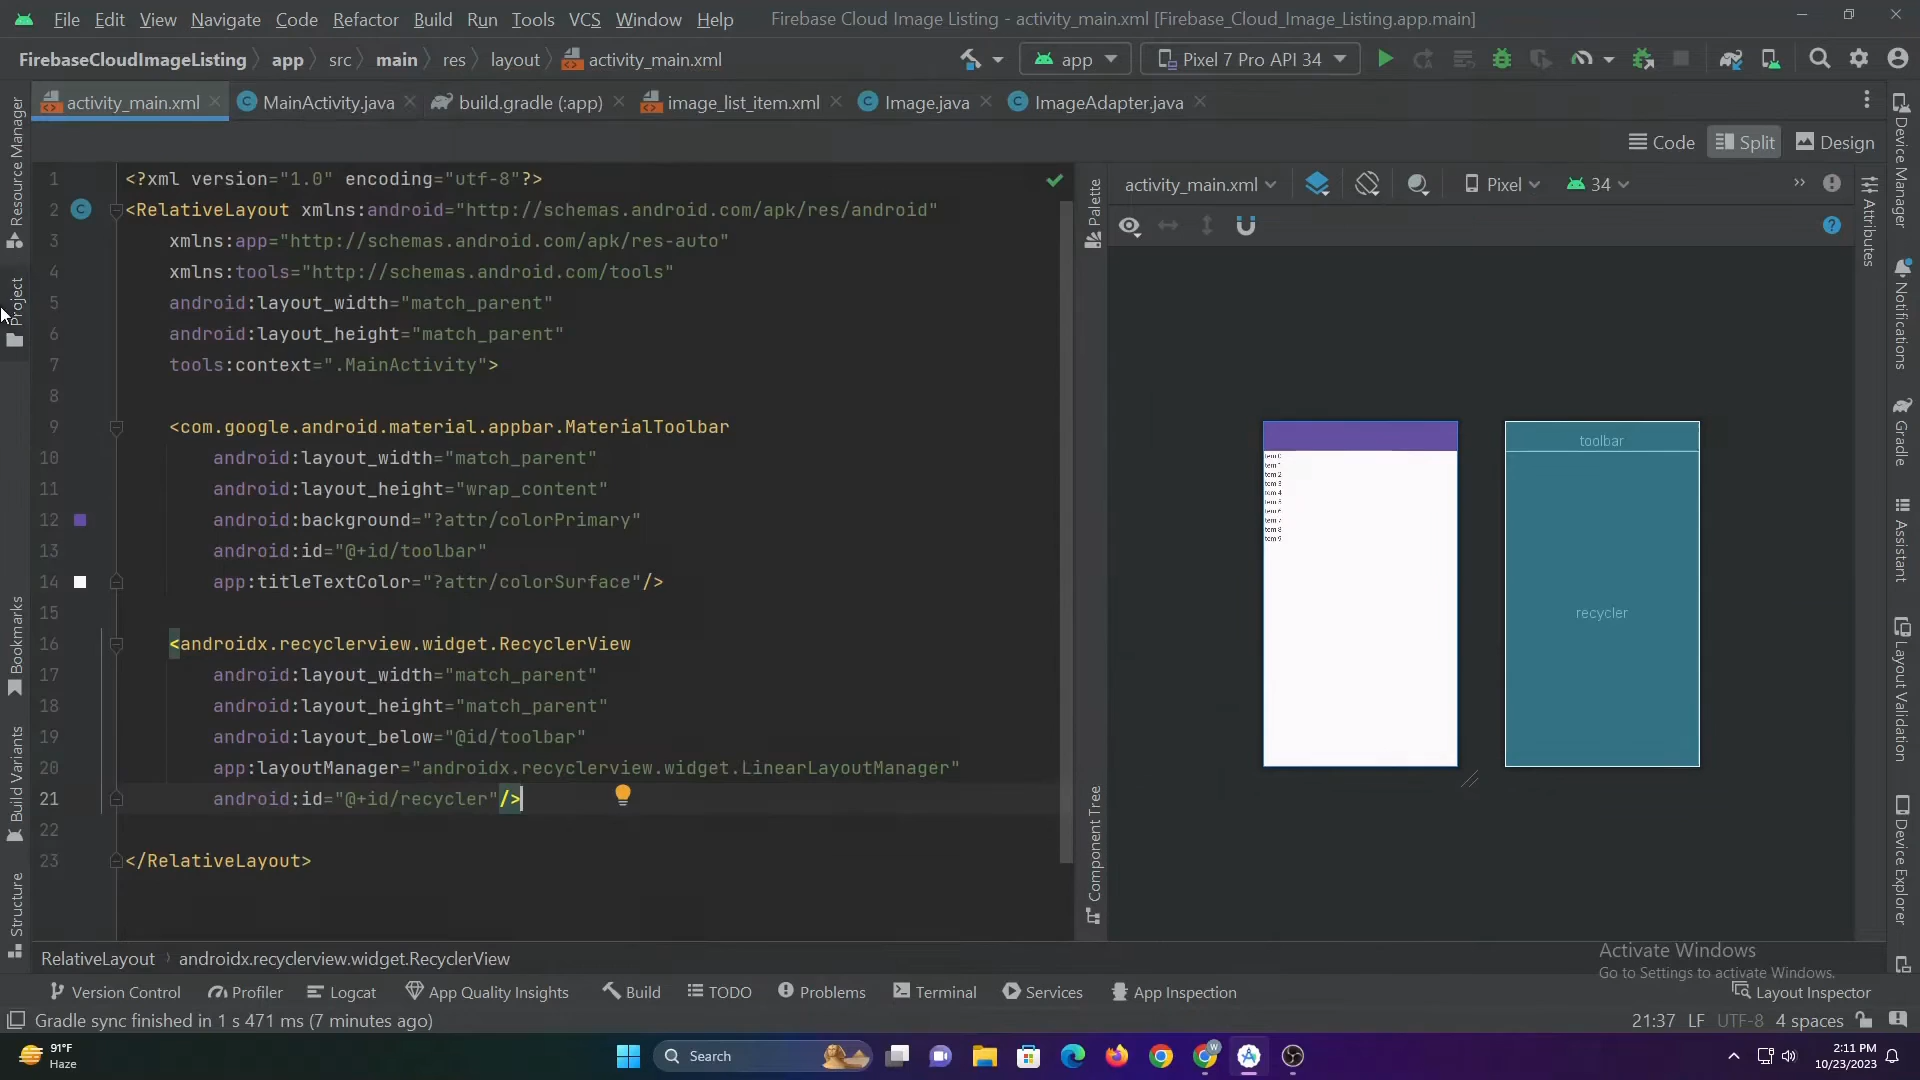 File Edit View Navigate Code Refactor Build Run Tools VCS Window Help Firebase Cloud Image Listing - activity_main.xml [Firebase_Cloud_Image_Listing.app.main]
FirebaseCloudImageListing app src main res layout activity_main.xml app Pixel 7 Pro API 34
activity_main.xml MainActivity.java build.gradle (:app) image_list_item.xml Image.java ImageAdapter.java
Code Split Design
1 <?xml version="1.0" encoding="utf-8"?>
2 <RelativeLayout xmlns:android="http://schemas.android.com/apk/res/android"
3 xmlns:app="http://schemas.android.com/apk/res-auto"
4 xmlns:tools="http://schemas.android.com/tools"
5 android:layout_width="match_parent"
6 android:layout_height="match_parent"
7 tools:context=".MainActivity">
8
9 <com.google.android.material.appbar.MaterialToolbar
10 android:layout_width="match_parent"
11 android:layout_height="wrap_content"
12 android:background="?attr/colorPrimary"
13 android:id="@+id/toolbar"
14 app:titleTextColor="?attr/colorSurface"/>
15
16 <androidx.recyclerview.widget.RecyclerView
17 android:layout_width="match_parent"
18 android:layout_height="match_parent"
19 android:layout_below="@id/toolbar"
20 app:layoutManager="androidx.recyclerview.widget.LinearLayoutManager"
21 android:id="@+id/recycler"/>
22
23 </RelativeLayout>
Resource Manager
Project
Bookmarks
Build Variants
Structure
Palette
Component Tree
activity_main.xml Pixel 34
toolbar
recycler
Attributes
Device Manager
Notifications
Gradle
Assistant
Layout Validation
Device Explorer
RelativeLayout androidx.recyclerview.widget.RecyclerView
Activate Windows
Go to Settings to activate Windows.
Version Control Profiler Logcat App Quality Insights Build TODO Problems Terminal Services App Inspection Layout Inspector
Gradle sync finished in 1 s 471 ms (7 minutes ago) 21:37 LF UTF-8 4 spaces
91°F
Haze
Search
2:11 PM
10/23/2023